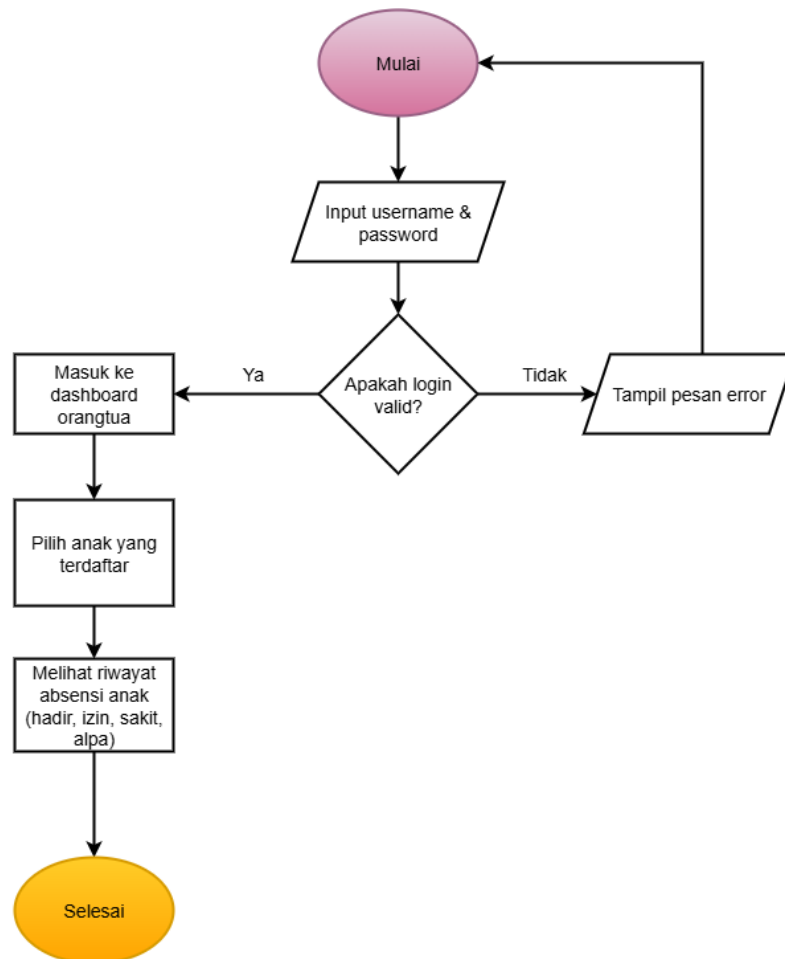 Mulai
Input username &
password
Apakah login
valid?
Ya
Tidak
Masuk ke
dashboard
orangtua
Tampil pesan error
Pilih anak yang
terdaftar
Melihat riwayat
absensi anak
(hadir, izin, sakit,
alpa)
Selesai